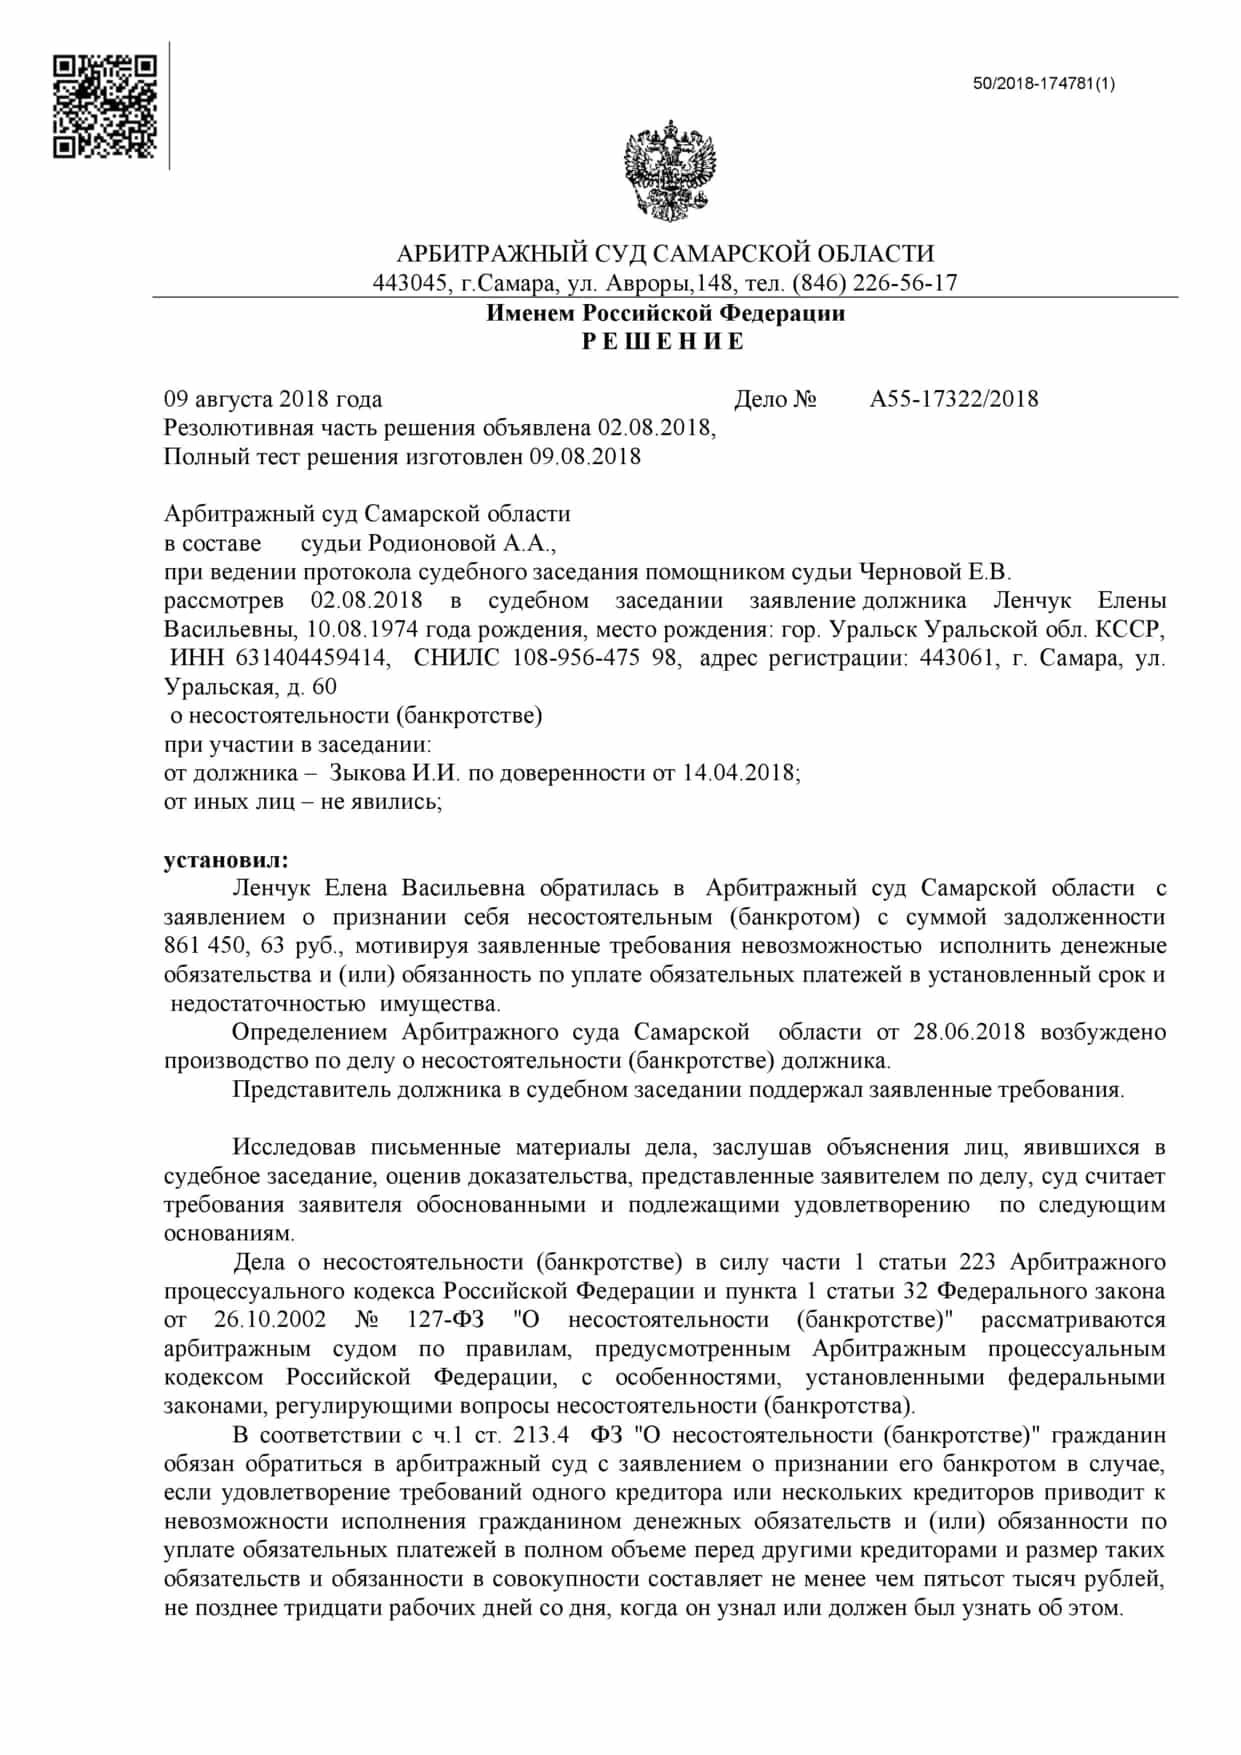 50/2018-174781(1)
АРБИТРАЖНЫЙ СУД САМАРСКОЙ ОБЛАСТИ
443045, г.Самара, ул. Авроры,148, тел. (846) 226-56-17
Именем Российской Федерации
Р Е Ш Е Н И Е
09 августа 2018 года Дело № А55-17322/2018
Резолютивная часть решения объявлена 02.08.2018,
Полный тест решения изготовлен 09.08.2018
Арбитражный суд Самарской области
в составе судьи Родионовой А.А.,
при ведении протокола судебного заседания помощником судьи Черновой Е.В.
рассмотрев 02.08.2018 в судебном заседании заявление должника Ленчук Елены
Васильевны, 10.08.1974 года рождения, место рождения: гор. Уральск Уральской обл. КССР,
ИНН 631404459414, СНИЛС 108-956-475 98, адрес регистрации: 443061, г. Самара, ул.
Уральская, д. 60
о несостоятельности (банкротстве)
при участии в заседании:
от должника – Зыкова И.И. по доверенности от 14.04.2018;
от иных лиц – не явились;
установил:
Ленчук Елена Васильевна обратилась в Арбитражный суд Самарской области с
заявлением о признании себя несостоятельным (банкротом) с суммой задолженности
861 450, 63 руб., мотивируя заявленные требования невозможностью исполнить денежные
обязательства и (или) обязанность по уплате обязательных платежей в установленный срок и
недостаточностью имущества.
Определением Арбитражного суда Самарской области от 28.06.2018 возбуждено
производство по делу о несостоятельности (банкротстве) должника.
Представитель должника в судебном заседании поддержал заявленные требования.
Исследовав письменные материалы дела, заслушав объяснения лиц, явившихся в
судебное заседание, оценив доказательства, представленные заявителем по делу, суд считает
требования заявителя обоснованными и подлежащими удовлетворению по следующим
основаниям.
Дела о несостоятельности (банкротстве) в силу части 1 статьи 223 Арбитражного
процессуального кодекса Российской Федерации и пункта 1 статьи 32 Федерального закона
от 26.10.2002 № 127-ФЗ "О несостоятельности (банкротстве)" рассматриваются
арбитражным судом по правилам, предусмотренным Арбитражным процессуальным
кодексом Российской Федерации, с особенностями, установленными федеральными
законами, регулирующими вопросы несостоятельности (банкротства).
В соответствии с ч.1 ст. 213.4 ФЗ "О несостоятельности (банкротстве)" гражданин
обязан обратиться в арбитражный суд с заявлением о признании его банкротом в случае,
если удовлетворение требований одного кредитора или нескольких кредиторов приводит к
невозможности исполнения гражданином денежных обязательств и (или) обязанности по
уплате обязательных платежей в полном объеме перед другими кредиторами и размер таких
обязательств и обязанности в совокупности составляет не менее чем пятьсот тысяч рублей,
не позднее тридцати рабочих дней со дня, когда он узнал или должен был узнать об этом.